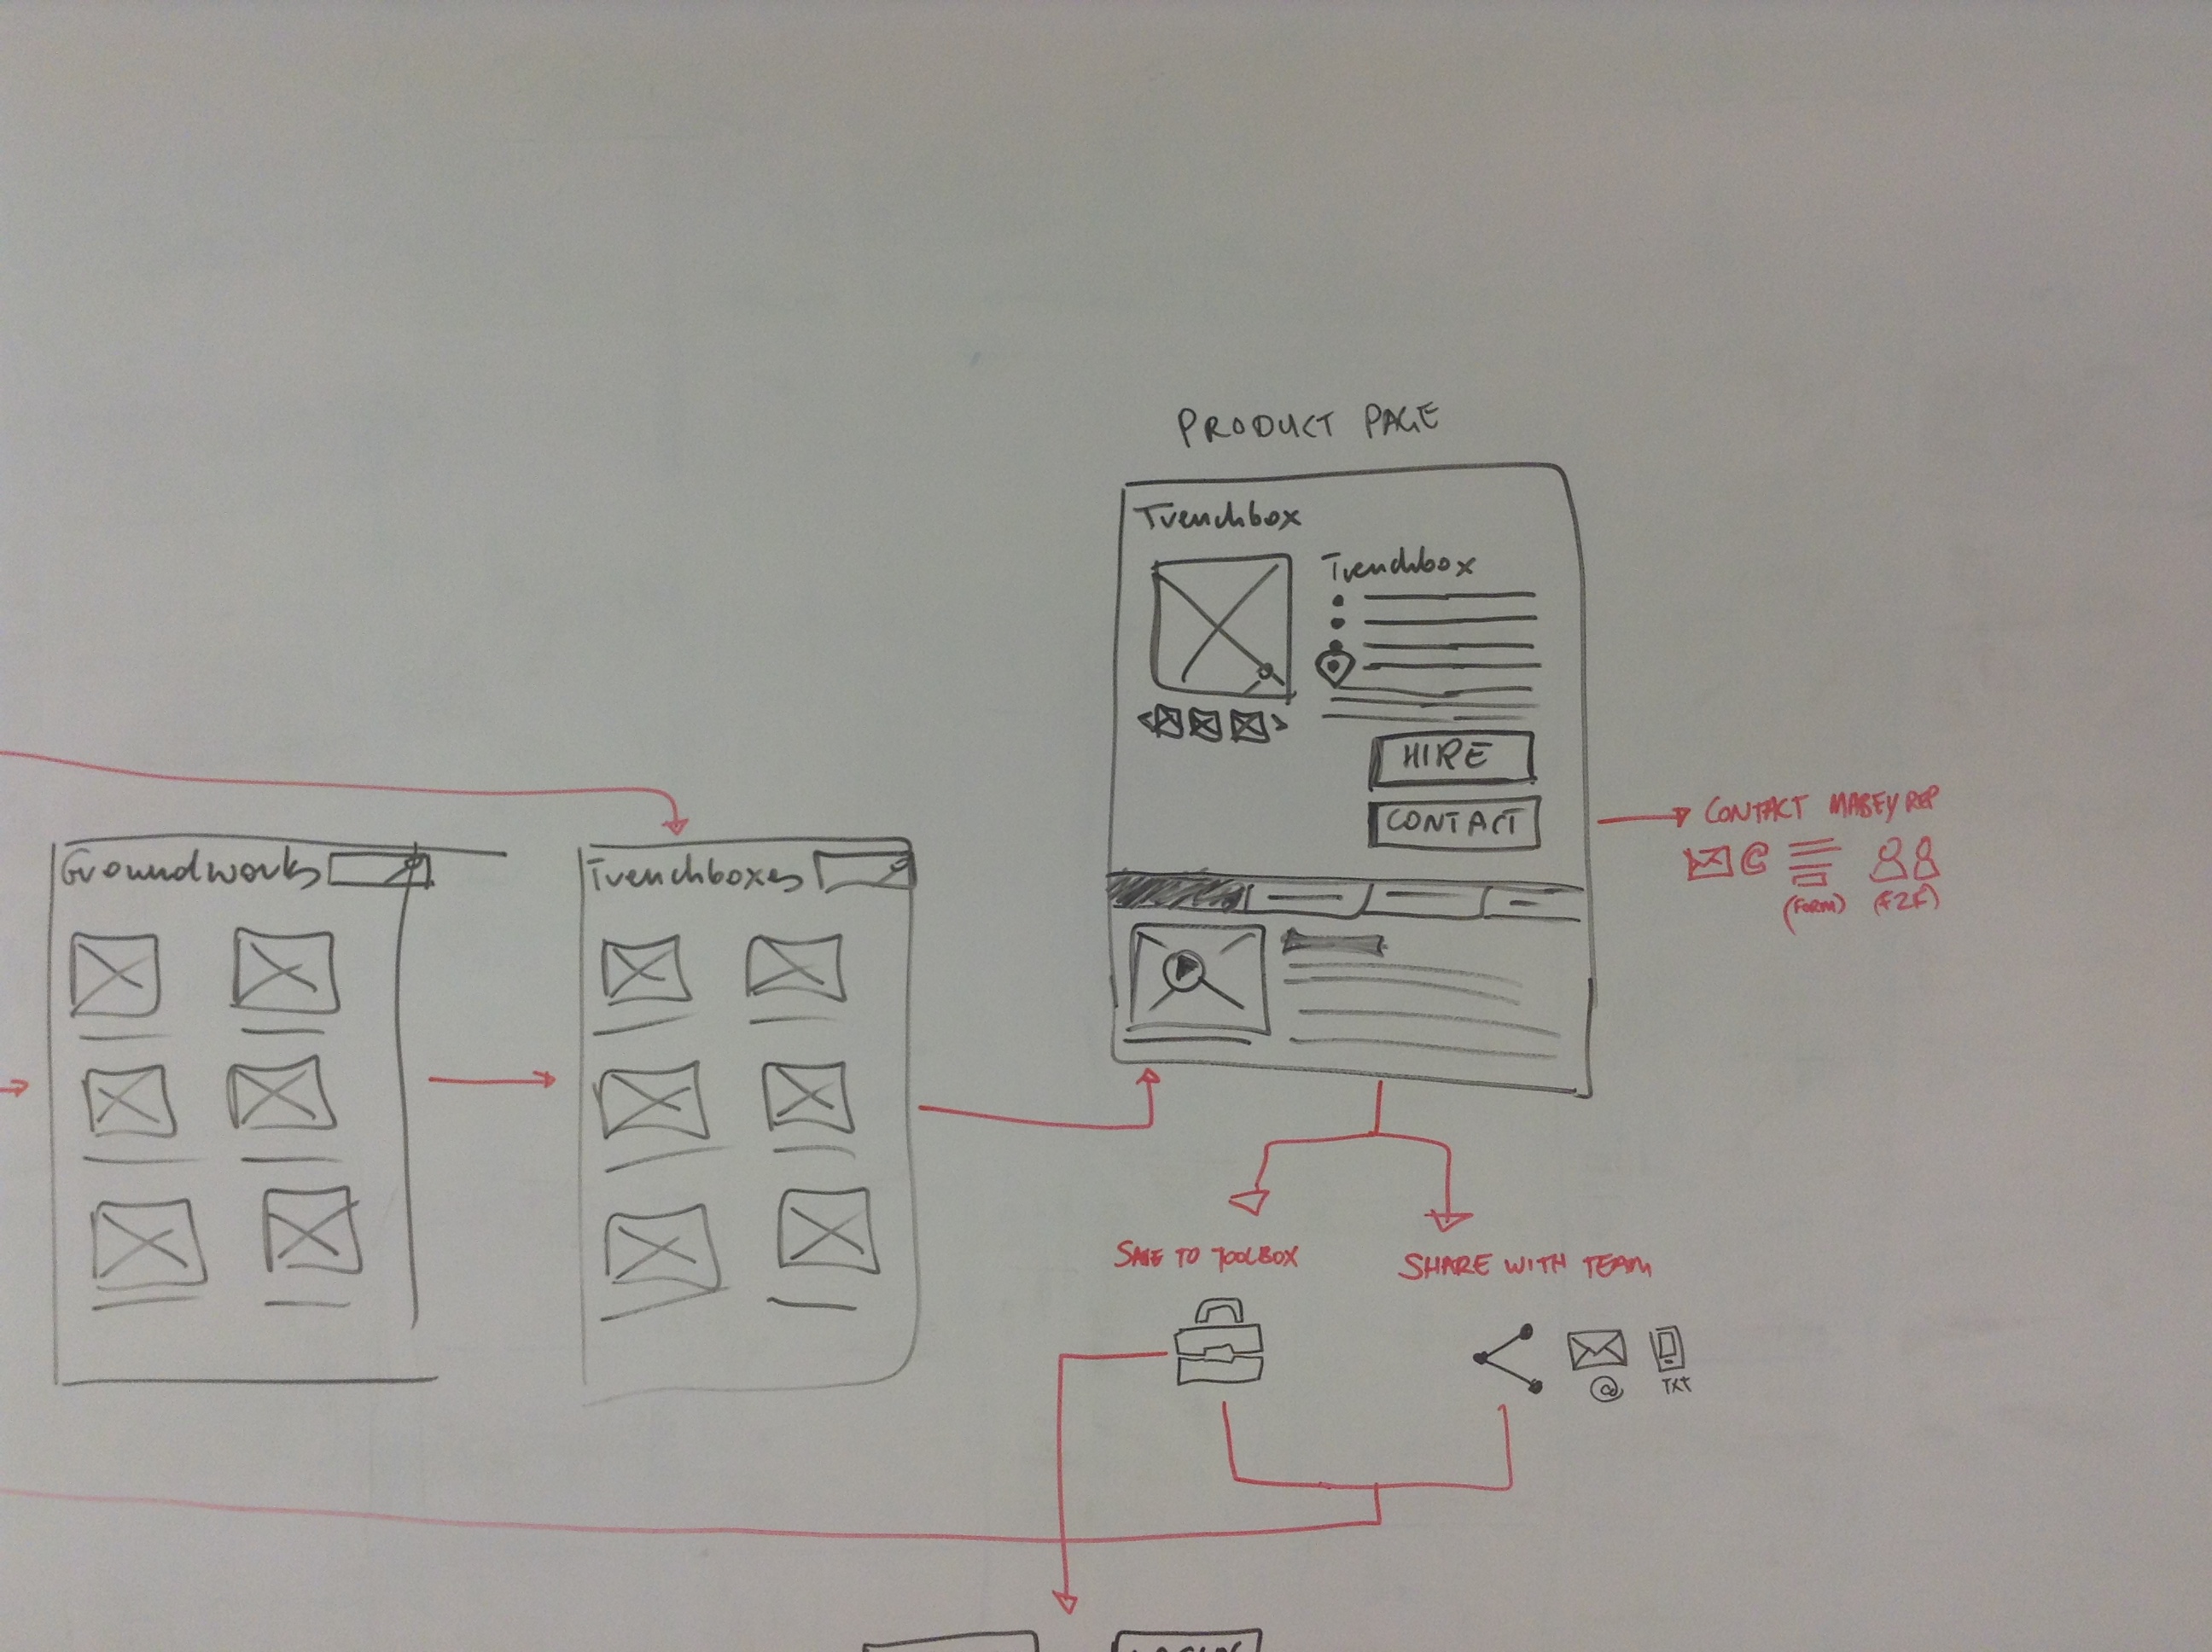 PRODUCT PAGE
Trenchbox
Trenchbox
HIRE
CONTACT
CONTACT MABEY REP
(FORM) (F2F)
Groundworks
Trenchboxes
SAVE TO TOOLBOX
SHARE WITH TEAM
@
TXT